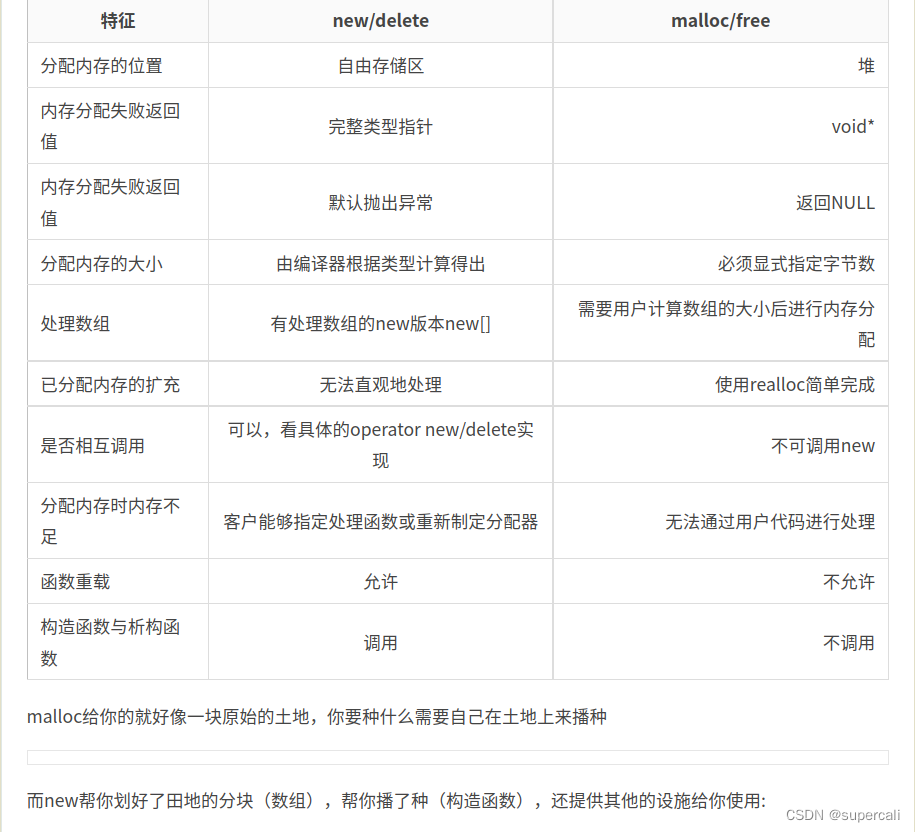 特征 new/delete malloc/free
分配内存的位置 自由存储区 堆
内存分配失败返回
值 完整类型指针 void*
内存分配失败返回
值 默认抛出异常 返回NULL
分配内存的大小 由编译器根据类型计算得出 必须显式指定字节数
处理数组 有处理数组的new版本new[] 需要用户计算数组的大小后进行内存分
配
已分配内存的扩充 无法直观地处理 使用realloc简单完成
是否相互调用 可以，看具体的operator new/delete实
现 不可调用new
分配内存时内存不
足 客户能够指定处理函数或重新制定分配器 无法通过用户代码进行处理
函数重载 允许 不允许
构造函数与析构函
数 调用 不调用
malloc给你的就好像一块原始的土地，你要种什么需要自己在土地上来播种
而new帮你划好了田地的分块（数组），帮你播了种（构造函数），还提供其他的设施给你使用:
CSDN @supercali